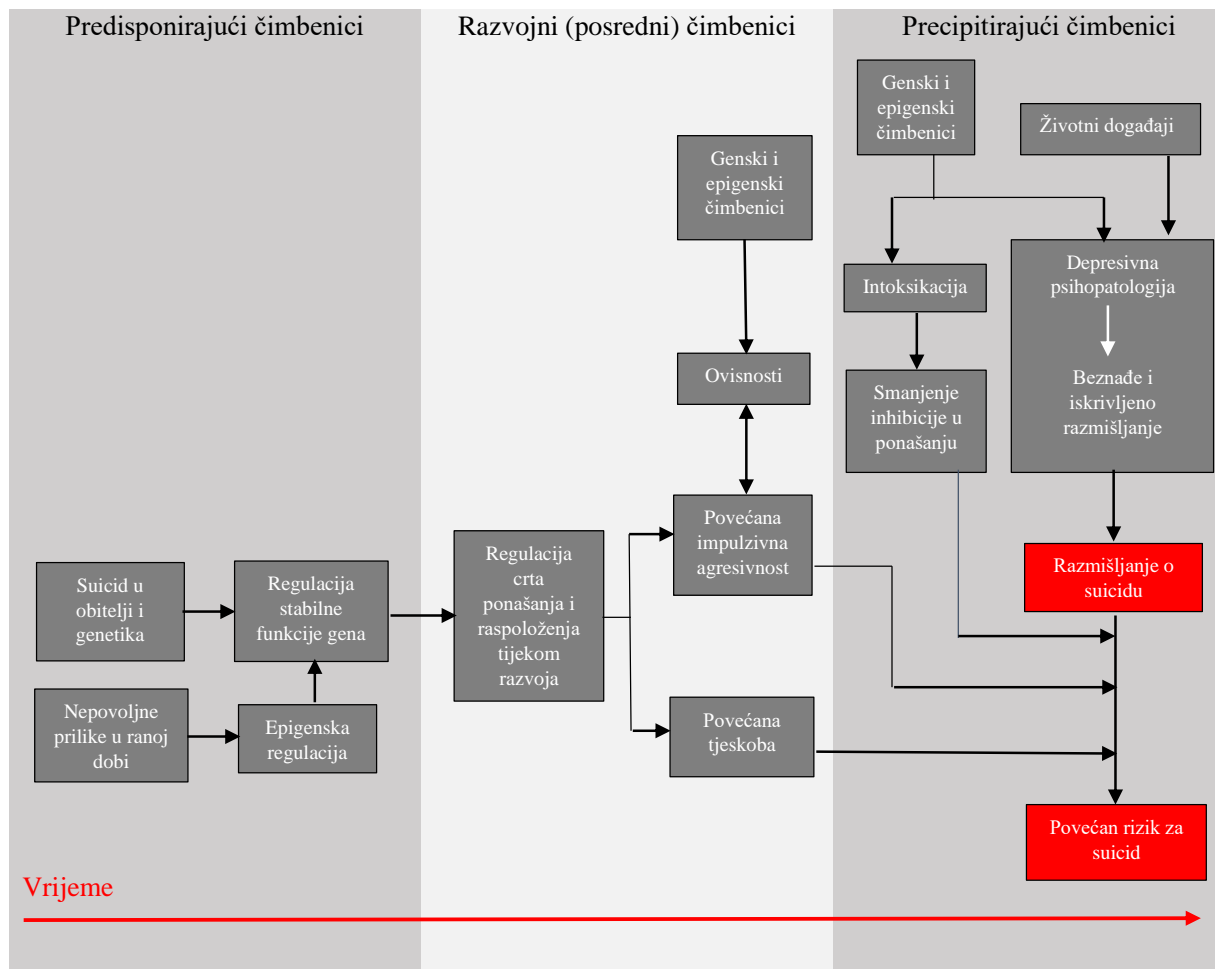 Predisponirajući čimbenici
Razvojni (posredni) čimbenici
Precipitirajući čimbenici
Genski i
epigenski
čimbenici
Životni događaji
Genski i
epigenski
čimbenici
Intoksikacija
Depresivna
psihopatologija
Ovisnosti
Smanjenje
inhibicije u
ponašanju
Beznađe i
iskrivljeno
razmišljanje
Povećana
impulzivna
agresivnost
Regulacija
crta
ponašanja i
raspoloženja
tijekom
razvoja
Razmišljanje o
suicidu
Suicid u
obitelji i
genetika
Regulacija
stabilne
funkcije gena
Nepovoljne
prilike u ranoj
dobi
Epigenska
regulacija
Povećana
tjeskoba
Povećan rizik za
suicid
Vrijeme